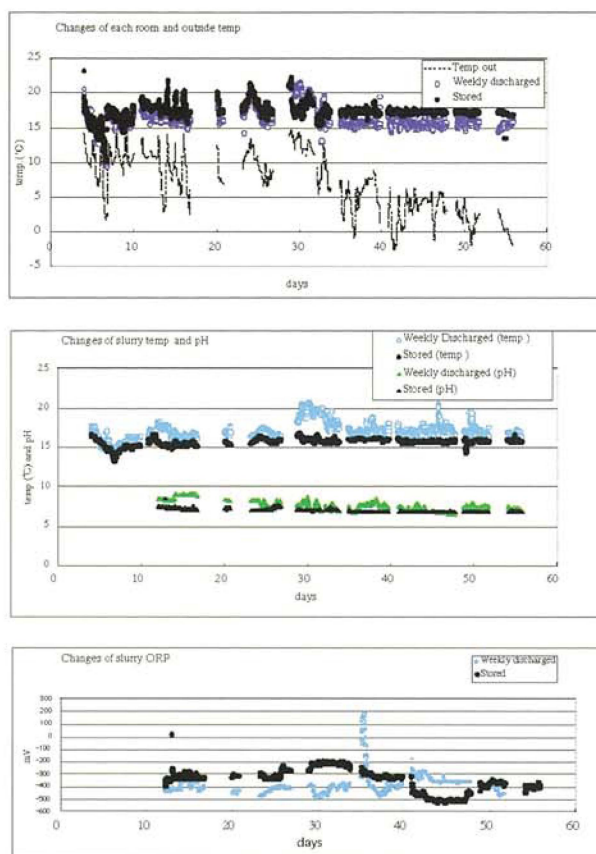 Changes of each room and outside temp
25
20
15
10
5
0
-5
temp. (℃)
Temp out
Weekly discharged
Stored
0 10 20 30 40 50 60
days
Changes of slurry temp and pH
25
20
15
10
5
0
temp (℃) and pH
Weekly Discharged (temp )
Stored (temp )
Weekly discharged (pH)
Stored (pH)
0 10 20 30 40 50 60
days
Changes of slurry ORP
300
200
100
0
-100
-200
-300
-400
-500
-600
mv
Weekly discharged
Stored
0 10 20 30 40 50 60
days